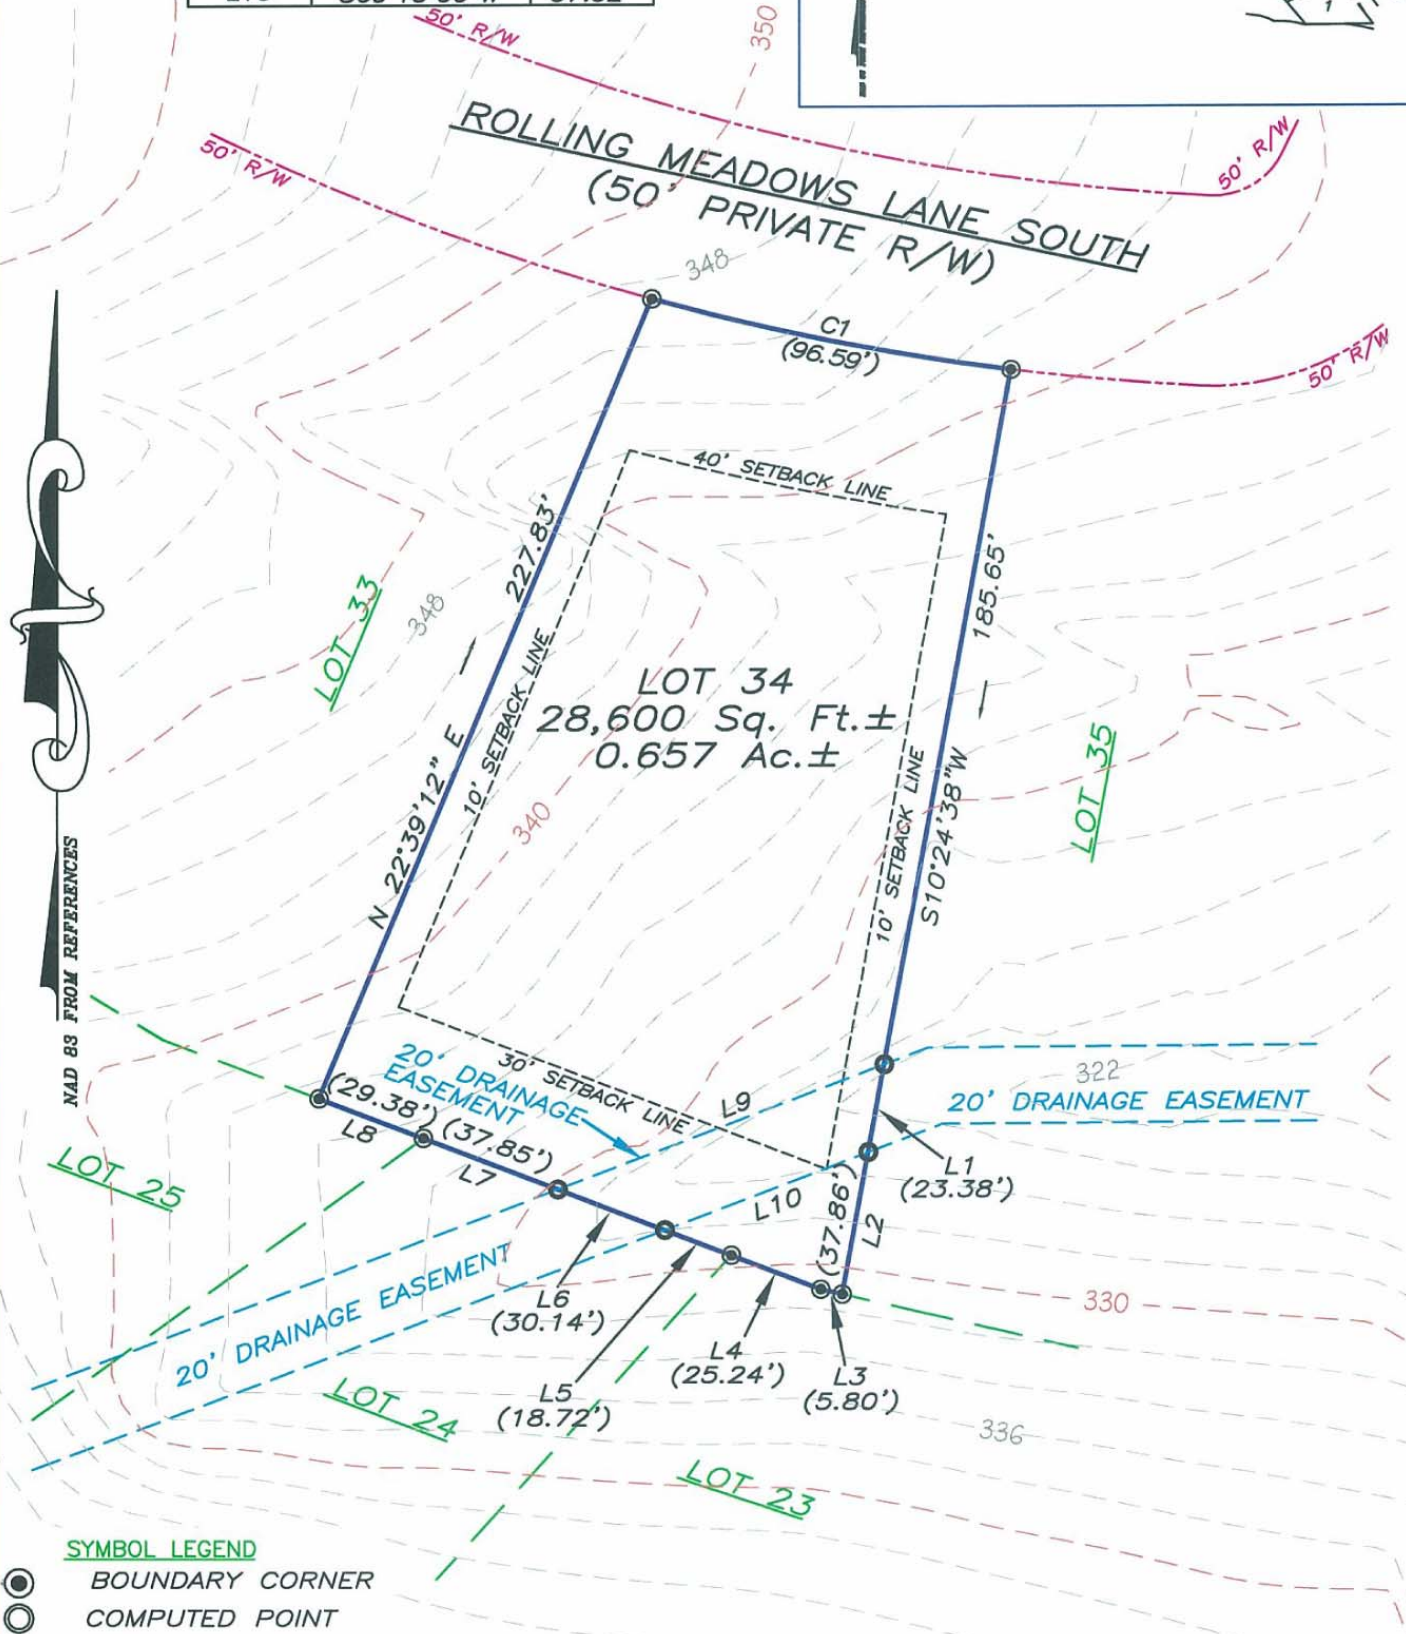 50' R/W
350
1
50' R/W
50' R/W
ROLLING MEADOWS LANE SOUTH
(50' PRIVATE R/W)
348
C1
(96.59')
50' R/W
40' SETBACK LINE
227.83'
185.65'
LOT 33
348
10' SETBACK LINE
LOT 34
28,600 Sq. Ft.±
0.657 Ac.±
N 22°39'12" E
340
10' SETBACK LINE
S10°24'38"W
LOT 35
NAD 83 FROM REFERENCES
20' DRAINAGE
EASEMENT
30' SETBACK LINE
322
20' DRAINAGE EASEMENT
(29.38')
L8
(37.85')
L7
L9
L10
L1
(23.38')
(37.86')
L2
LOT 25
20' DRAINAGE EASEMENT
L6
(30.14')
L5
(18.72')
L4
(25.24')
L3
(5.80')
330
336
LOT 24
LOT 23
SYMBOL LEGEND
BOUNDARY CORNER
COMPUTED POINT